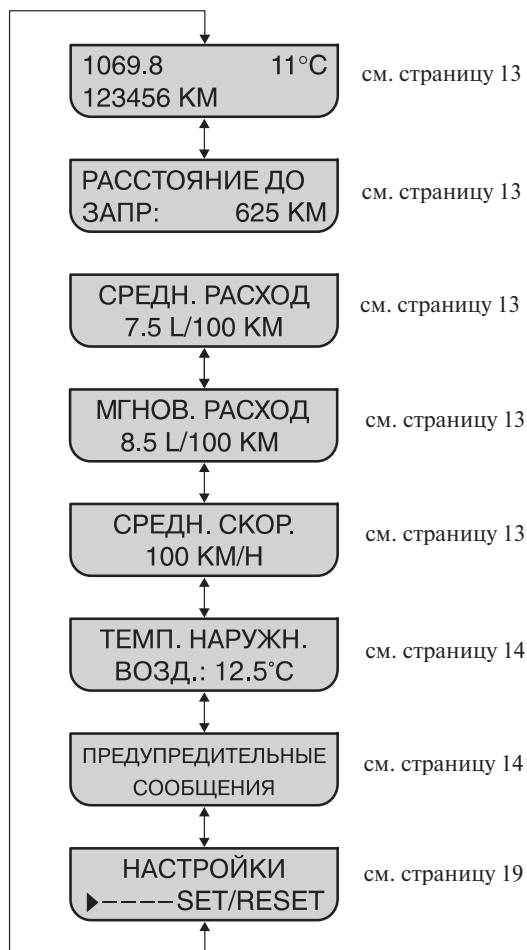 1069.8 11°C
123456 KM
см. страницу 13
РАССТОЯНИЕ ДО
ЗАПР: 625 KM
см. страницу 13
СРЕДН. РАСХОД
7.5 L/100 KM
см. страницу 13
МГНОВ. РАСХОД
8.5 L/100 KM
см. страницу 13
СРЕДН. СКОР.
100 KM/H
см. страницу 13
ТЕМП. НАРУЖН.
ВОЗД.: 12.5°C
см. страницу 14
ПРЕДУПРЕДИТЕЛЬНЫЕ
СООБЩЕНИЯ
см. страницу 14
НАСТРОЙКИ
▶----SET/RESET
см. страницу 19